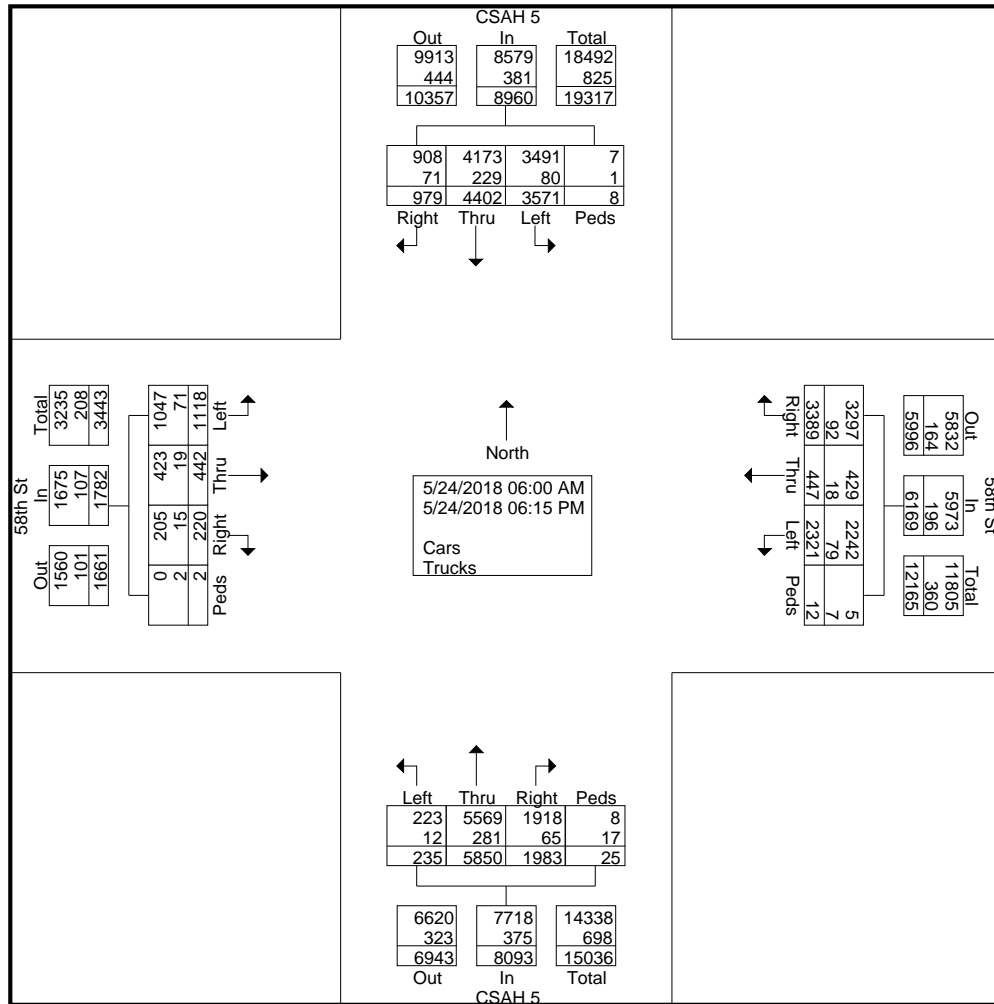 CSAH 5
Out In Total
9913 8579 18492
444 381 825
10357 8960 19317
908 4173 3491 7
71 229 80 1
979 4402 3571 8
Right Thru Left Peds
58th St
Total In Out
3235 1675 1560
208 107 101
3443 1782 1661
1047 423 205 0
71 19 15 2
1118 442 220 2
Left Thru Right Peds
North
5/24/2018 06:00 AM
5/24/2018 06:15 PM
Cars
Trucks
Right Thru Left Peds
3297 429 2242 5
92 18 79 7
3389 447 2321 12
Out In Total
5832 5973 11805
164 196 360
5996 6169 12165
58th St
Left Thru Right Peds
223 5569 1918 8
12 281 65 17
235 5850 1983 25
6620 7718 14338
323 375 698
6943 8093 15036
Out In Total
CSAH 5